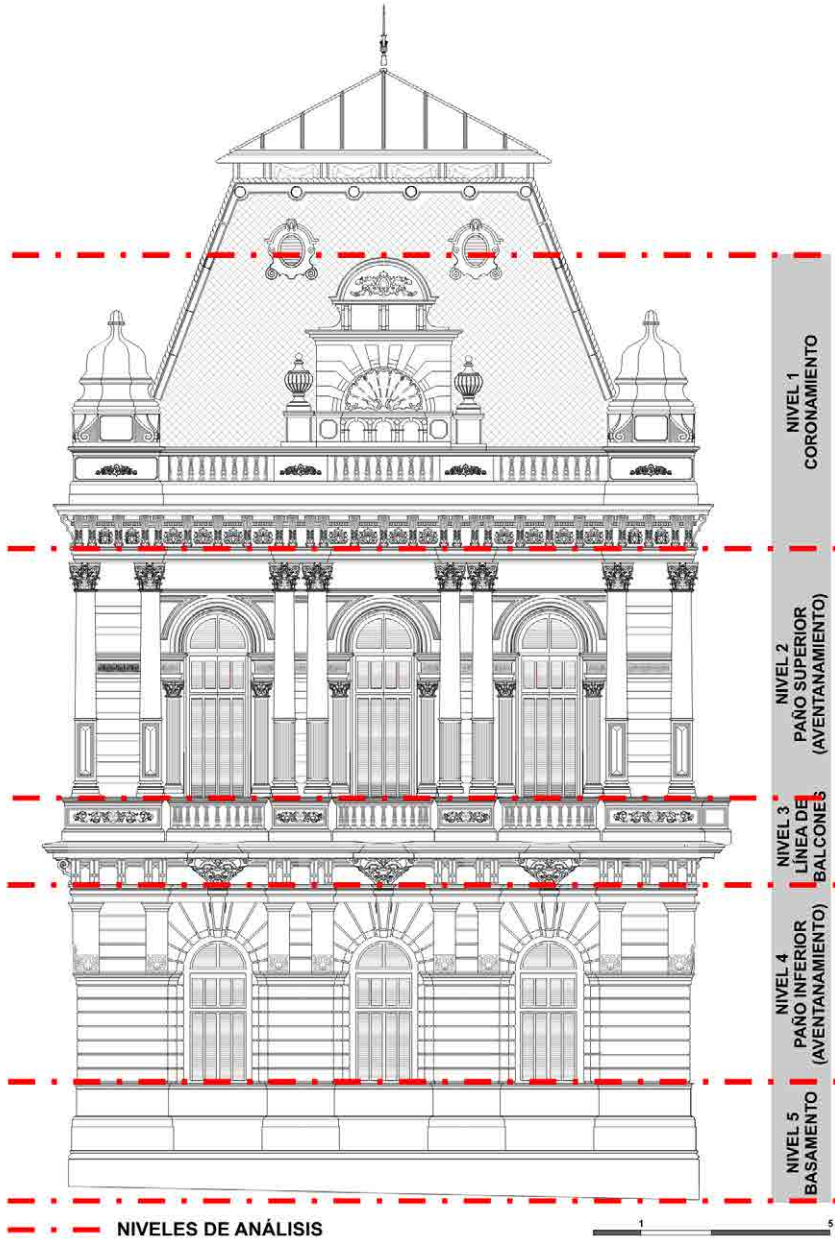 NIVEL 1
CORONAMIENTO
NIVEL 2
PAÑO SUPERIOR
(AVENTANAMIENTO)
NIVEL 3
LÍNEA DE
BALCONES
NIVEL 4
PAÑO INFERIOR
(AVENTANAMIENTO)
NIVEL 5
BASAMENTO
NIVELES DE ANÁLISIS
1
5